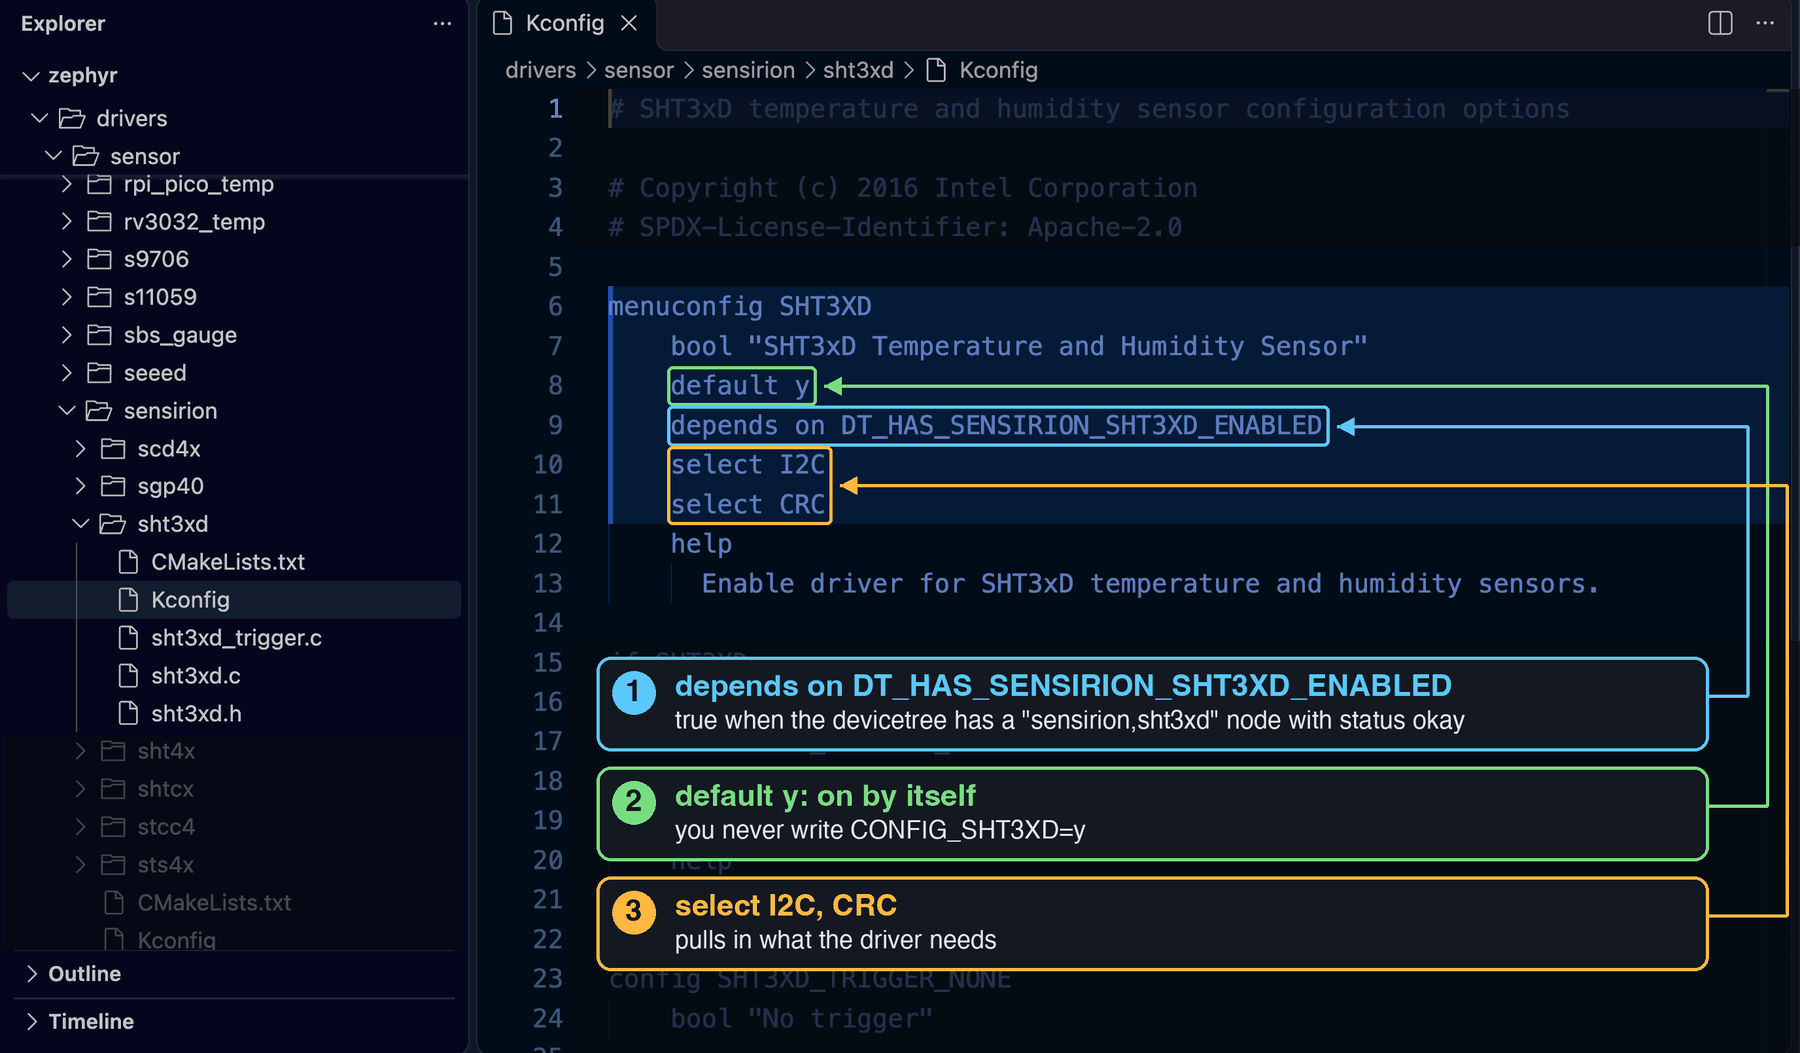 Explorer
zephyr
drivers
sensor
rpi_pico_temp
rv3032_temp
s9706
s11059
sbs_gauge
seeed
sensirion
scd4x
sgp40
sht3xd
CMakeLists.txt
Kconfig
sht3xd_trigger.c
sht3xd.c
sht3xd.h
sht4x
shtcx
stcc4
sts4x
CMakeLists.txt
Kconfig
Outline
Timeline
Kconfig
drivers > sensor > sensirion > sht3xd > Kconfig
1 # SHT3xD temperature and humidity sensor configuration options
2
3 # Copyright (c) 2016 Intel Corporation
4 # SPDX-License-Identifier: Apache-2.0
5
6 menuconfig SHT3XD
7 bool "SHT3xD Temperature and Humidity Sensor"
8 default y
9 depends on DT_HAS_SENSIRION_SHT3XD_ENABLED
10 select I2C
11 select CRC
12 help
13 Enable driver for SHT3xD temperature and humidity sensors.
14
15 if SHT3XD
16
17
18
19
20 help
21
22
23 config SHT3XD_TRIGGER_NONE
24 bool "No trigger"
1 depends on DT_HAS_SENSIRION_SHT3XD_ENABLED
true when the devicetree has a "sensirion,sht3xd" node with status okay
2 default y: on by itself
you never write CONFIG_SHT3XD=y
3 select I2C, CRC
pulls in what the driver needs